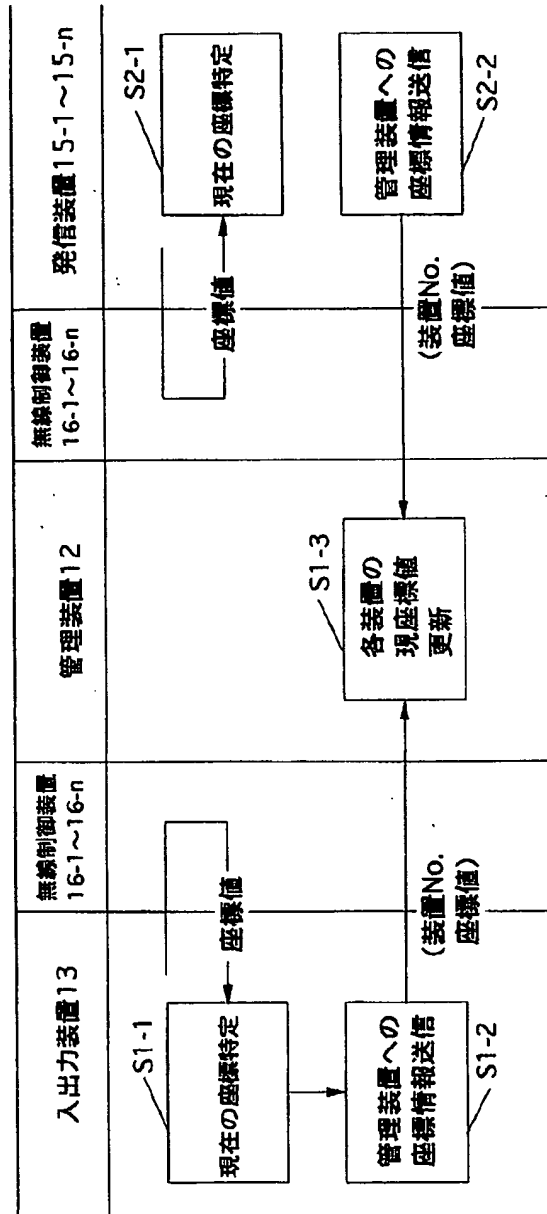 入出力装置13
無線制御装置
16-1～16-n
管理装置12
無線制御装置
16-1～16-n
発信装置15-1～15-n
S1-1
現在の座標特定
座標値
座標値
S2-1
現在の座標特定
管理装置への
座標情報送信
S1-2
(装置No.
座標値)
S1-3
各装置の
現座標値
更新
(装置No.
座標値)
管理装置への
座標情報送信
S2-2